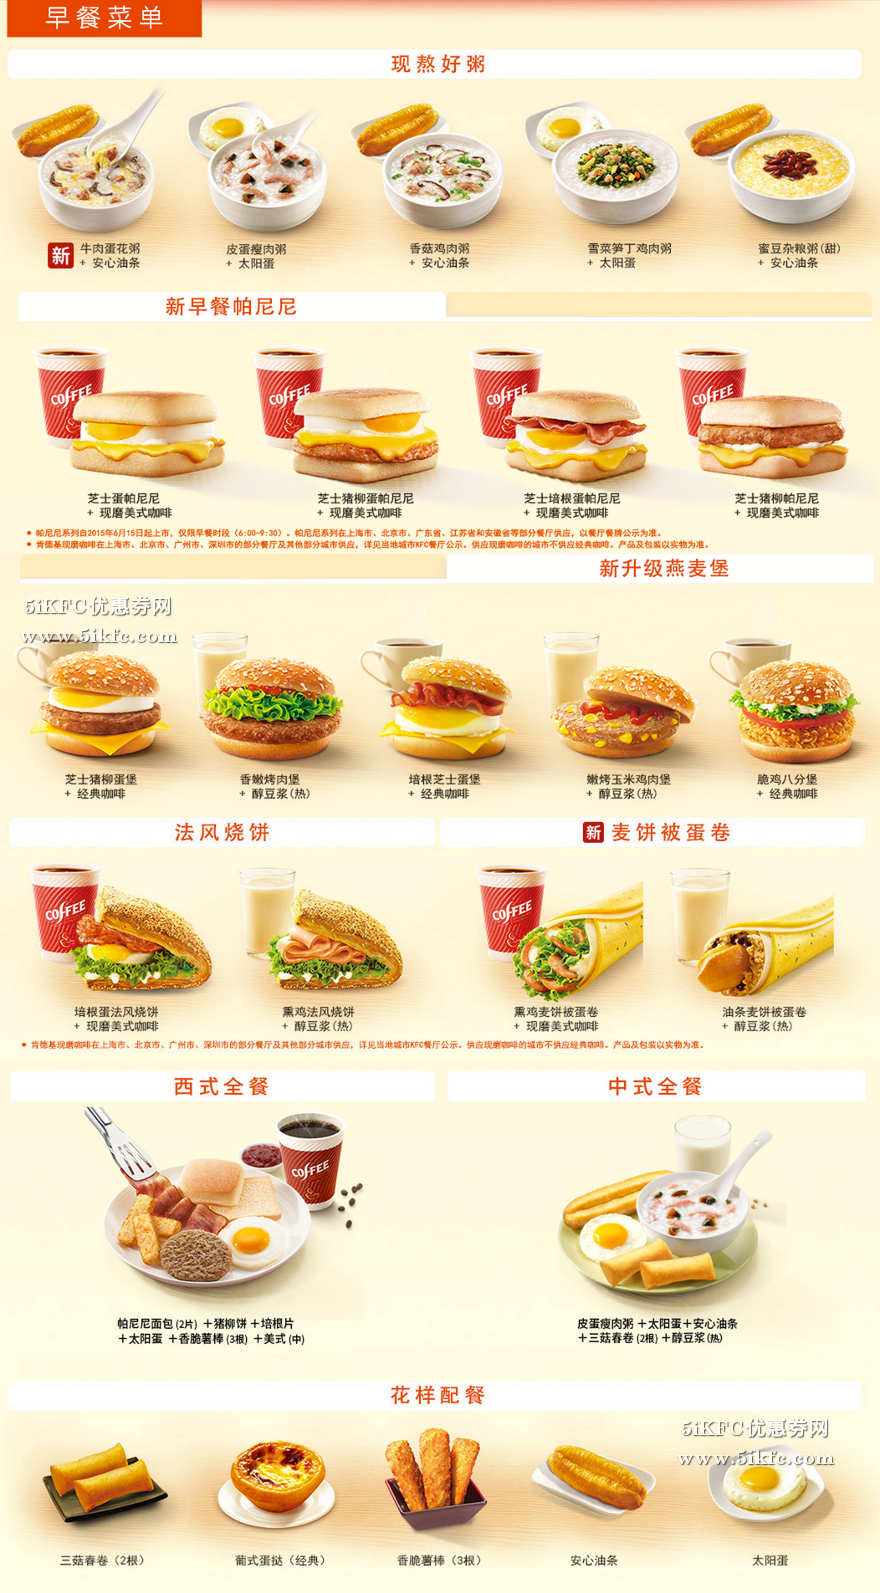 早餐菜单
现熬好粥
新
牛肉蛋花粥
+ 安心油条
皮蛋瘦肉粥
+ 太阳蛋
香菇鸡肉粥
+ 安心油条
雪菜笋丁鸡肉粥
+ 太阳蛋
蜜豆杂粮粥(甜)
+ 安心油条
新早餐帕尼尼
COFFEE
COFFEE
COFFEE
COFFEE
芝士蛋帕尼尼
+ 现磨美式咖啡
芝士猪柳蛋帕尼尼
+ 现磨美式咖啡
芝士培根蛋帕尼尼
+ 现磨美式咖啡
芝士猪柳帕尼尼
+ 现磨美式咖啡
* 帕尼尼系列自2015年6月15日起上市，仅限早餐时段（6:00-9:30）。帕尼尼系列在上海市、北京市、广东省、江苏省和安徽省等部分餐厅供应，以餐厅餐牌公示为准。
* 肯德基现磨咖啡在上海市、北京市、广州市、深圳市的部分餐厅及其他部分城市供应，详见当地城市KFC餐厅公示。供应现磨咖啡的城市不供应经典咖啡。产品及包装以实物为准。
新升级燕麦堡
5iKFC优惠券网
www.5ikfc.com
芝士猪柳蛋堡
+ 经典咖啡
香嫩烤肉堡
+ 醇豆浆(热)
培根芝士蛋堡
+ 经典咖啡
嫩烤玉米鸡肉堡
+ 醇豆浆(热)
脆鸡八分堡
+ 经典咖啡
法风烧饼
新 麦饼被蛋卷
COFFEE
COFFEE
培根蛋法风烧饼
+ 现磨美式咖啡
熏鸡法风烧饼
+ 醇豆浆(热)
熏鸡麦饼被蛋卷
+ 现磨美式咖啡
油条麦饼被蛋卷
+ 醇豆浆(热)
* 肯德基现磨咖啡在上海市、北京市、广州市、深圳市的部分餐厅及其他部分城市供应，详见当地城市KFC餐厅公示。供应现磨咖啡的城市不供应经典咖啡。产品及包装以实物为准。
西式全餐
中式全餐
COFFEE
帕尼尼面包(2片)＋猪柳饼＋培根片
＋太阳蛋＋香脆薯棒(3根)＋美式(中)
皮蛋瘦肉粥＋太阳蛋＋安心油条
＋三菇春卷(2根)＋醇豆浆(热)
花样配餐
5iKFC优惠券网
www.5ikfc.com
三菇春卷（2根）
葡式蛋挞（经典）
香脆薯棒（3根）
安心油条
太阳蛋